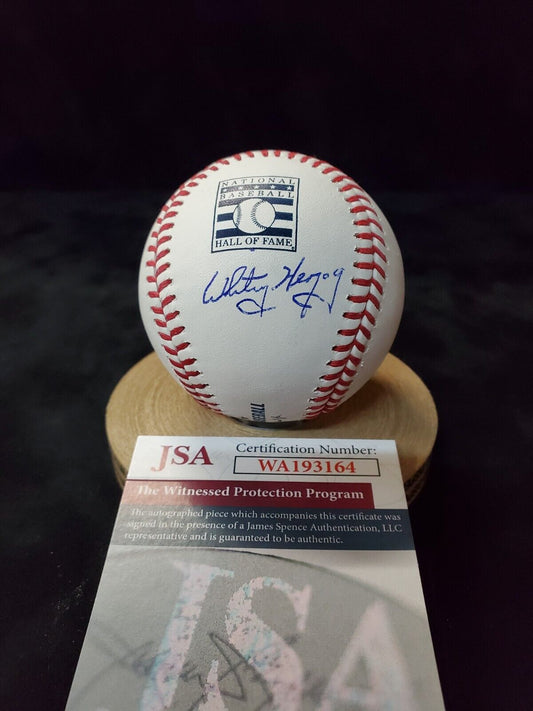 NATIONAL
BASEBALL
HALL OF FAME
Whitey Herzog
BASEBALL
JSA
Certification Number:
WA193164
The Witnessed Protection Program
The autographed piece which accompanies this certificate was
signed in the presence of a James Spence Authentication, LLC
representative and is guaranteed to be authentic.
JSA